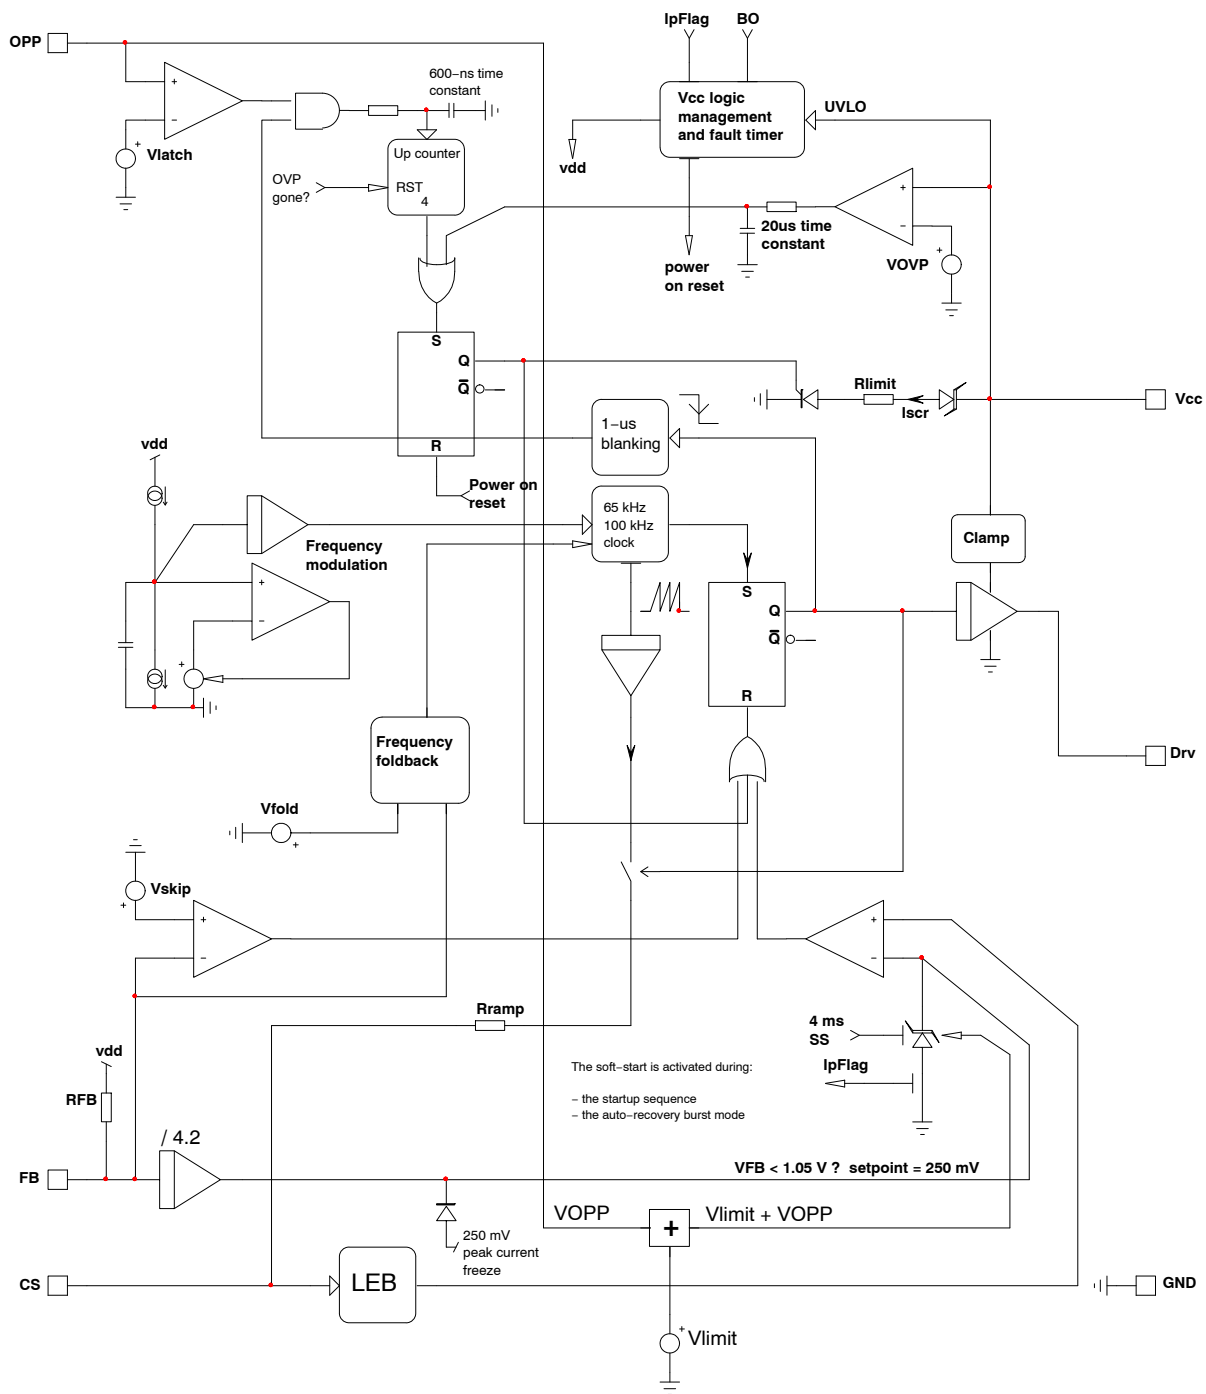 IpFlag
BO
OPP
600−ns time
constant
Vcc logic
management
and fault timer
UVLO
+
−
+
Vlatch
Up counter
RST
4
OVP
gone?
vdd
20us time
constant
+
−
+
VOVP
power
on reset
S
Q
Q
R
Rlimit
Iscr
Vcc
1−us
blanking
vdd
Power on
reset
65 kHz
100 kHz
clock
Clamp
Frequency
modulation
+
−
+
S
Q
Q
R
Frequency
foldback
Drv
Vfold
+
Vskip
+
+
−
+
−
Rramp
4 ms
SS
vdd
IpFlag
The soft−start is activated during:
− the startup sequence
− the auto−recovery burst mode
RFB
/ 4.2
FB
VFB < 1.05 V ? setpoint = 250 mV
VOPP
+
Vlimit + VOPP
250 mV
peak current
freeze
CS
LEB
GND
+
Vlimit